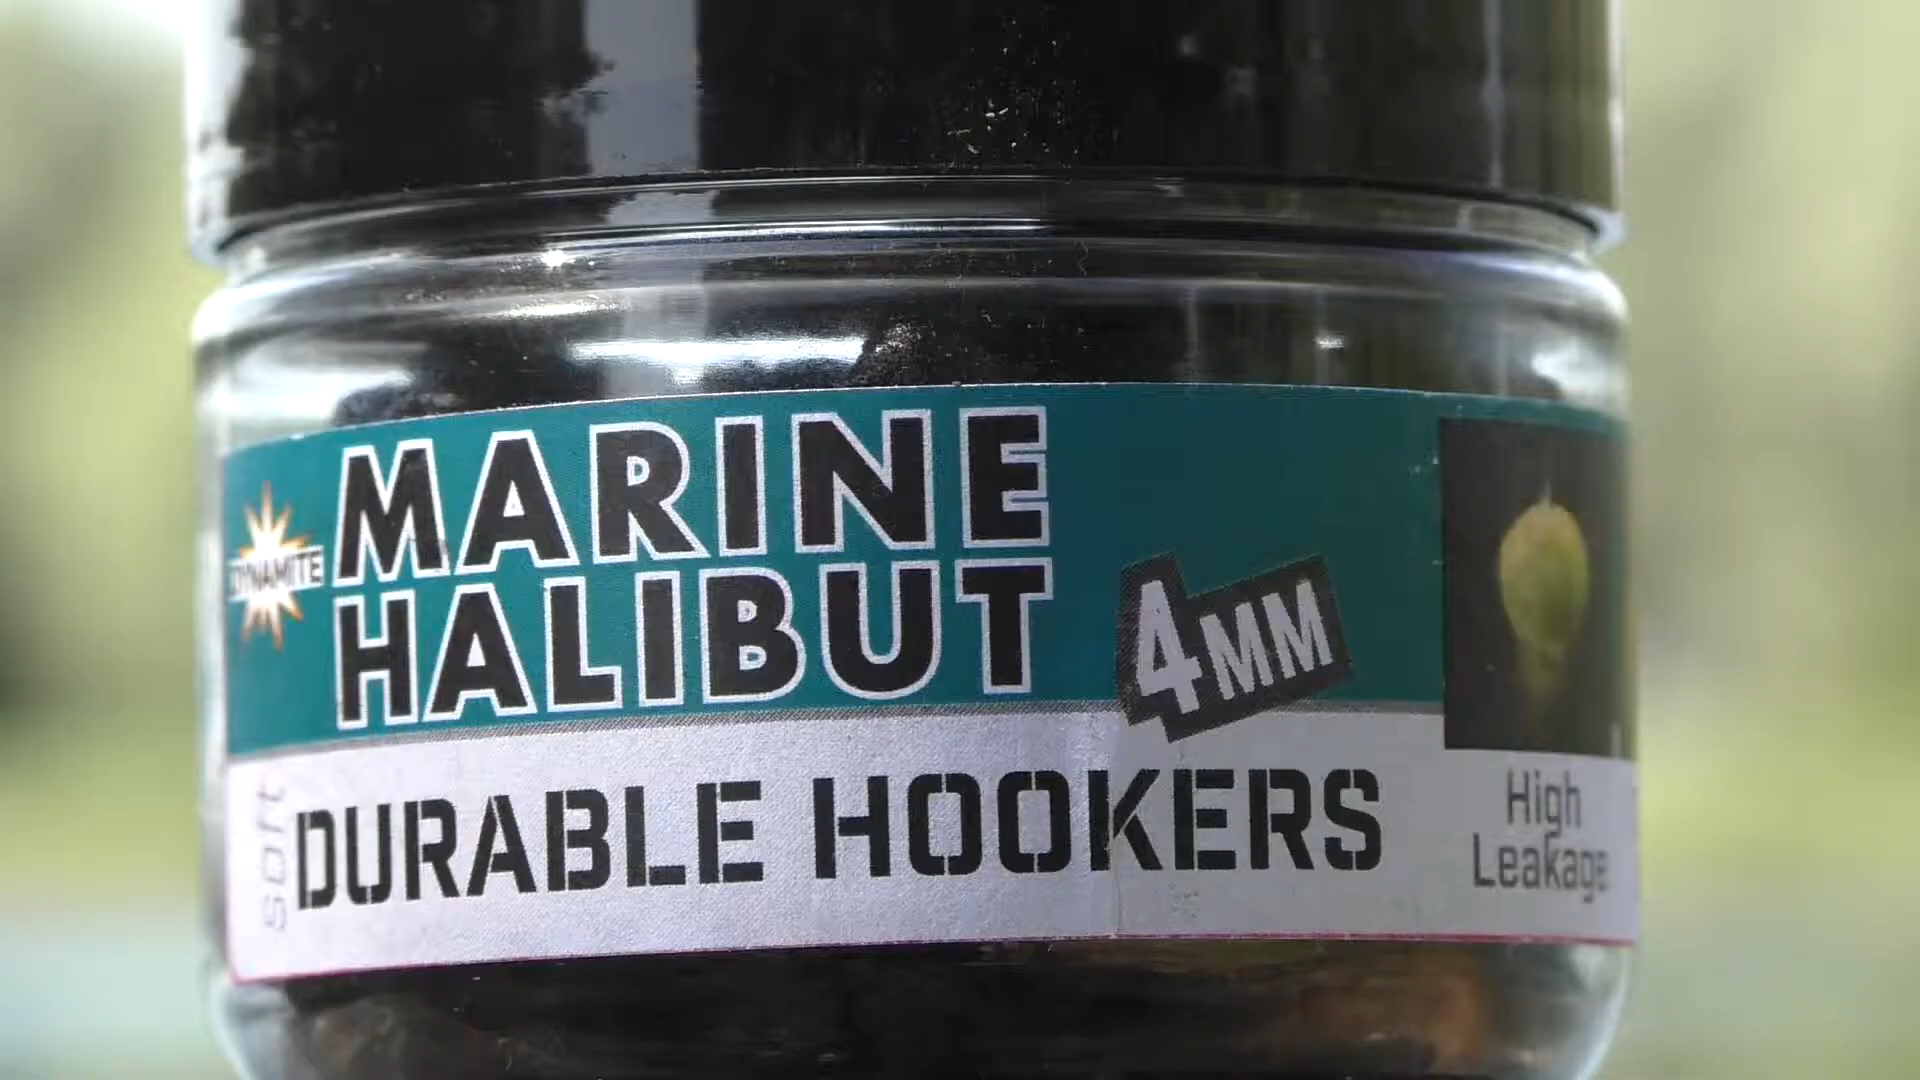 DYNAMITE
MARINE
HALIBUT
4MM
soft
DURABLE HOOKERS
High
Leakage